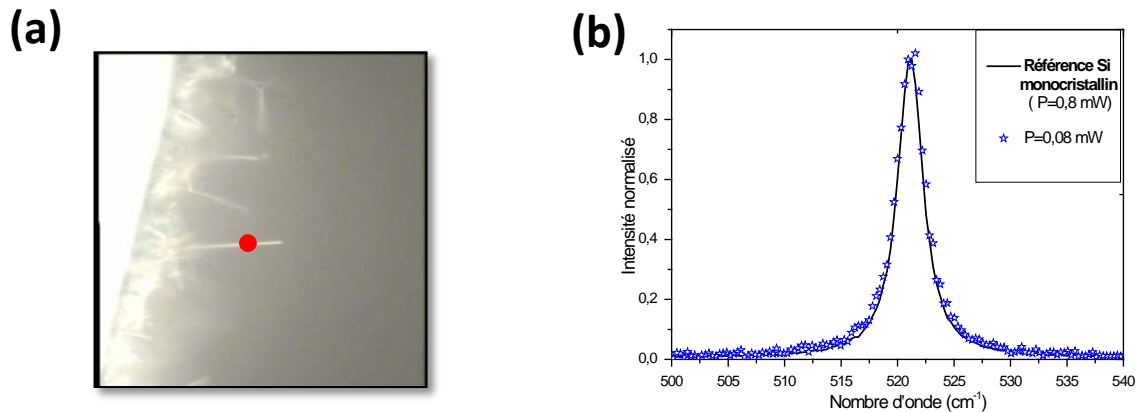 (a)
(b)
1,0
0,8
0,6
0,4
0,2
0,0
Intensité normalisé
500 505 510 515 520 525 530 535 540
Nombre d'onde (cm⁻¹)
Référence Si
monocristallin
( P=0,8 mW)
P=0,08 mW